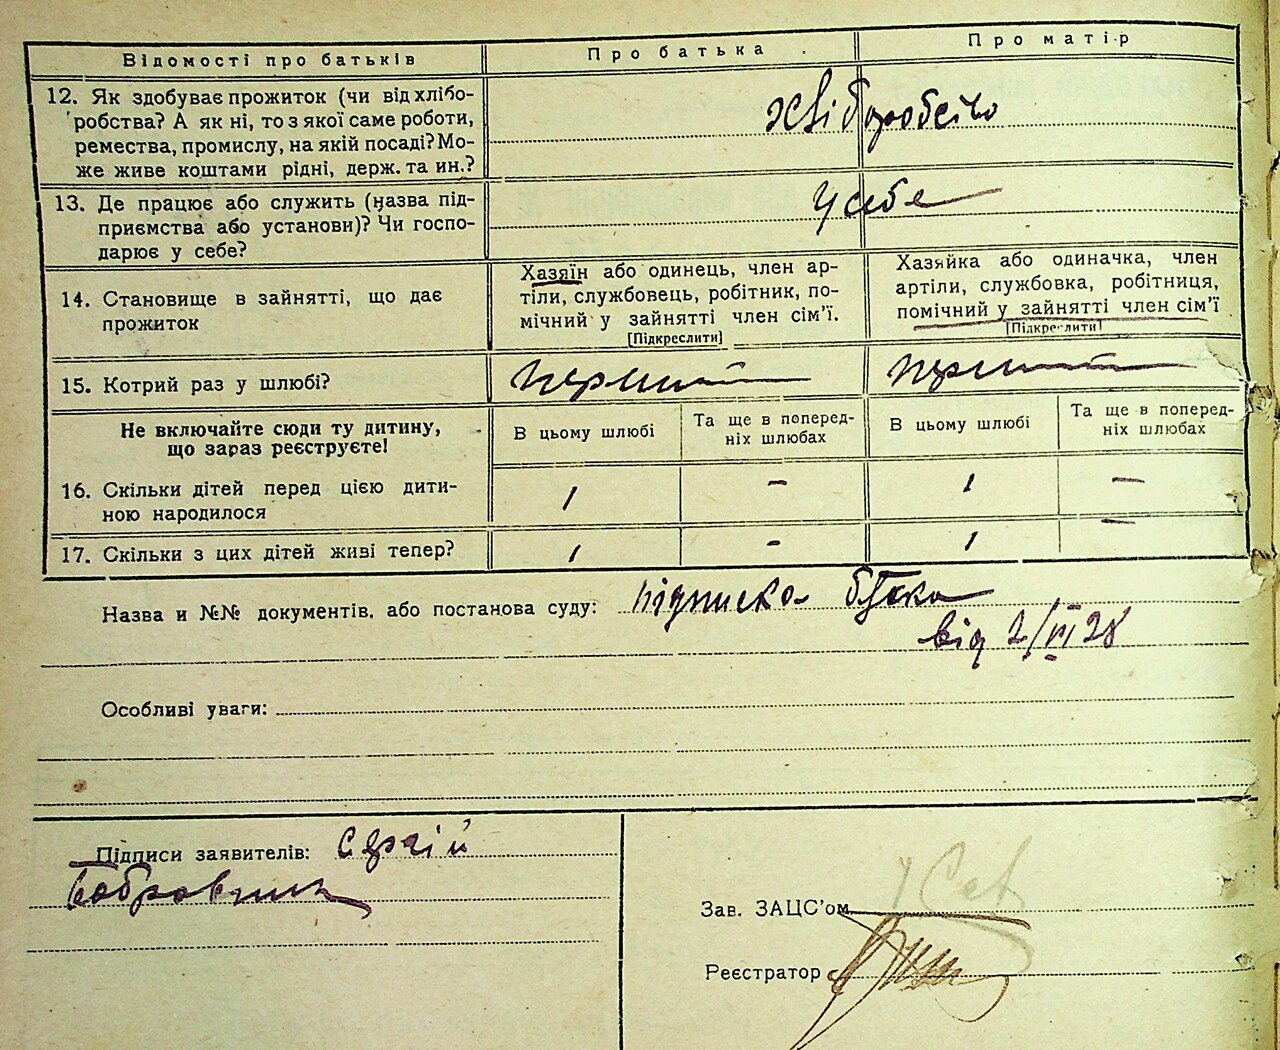 Відомості про батьків
Про батька
Про матір
12. Як здобуває прожиток (чи від хлібо-
робства? А як ні, то з якої саме роботи,
ремества, промислу, на якій посаді? Мо-
же живе коштами рідні, держ. та ин.?
хліборобство
13. Де працює або служить (назва під-
приємства або установи)? Чи госпо-
дарює у себе?
у себе
14. Становище в зайнятті, що дає
прожиток
Хазяїн або одинець, член ар-
тіли, службовець, робітник, по-
мічний у зайнятті член сім'ї.
[Підкреслити]
Хазяйка або одиначка, член
артіли, службовка, робітниця,
помічний у зайнятті член сім'ї
[Підкреслити]
15. Котрий раз у шлюбі?
перший
перший
Не включайте сюди ту дитину,
що зараз реєструєте!
В цьому шлюбі
Та ще в поперед-
ніх шлюбах
В цьому шлюбі
Та ще в поперед-
ніх шлюбах
16. Скільки дітей перед цією дити-
ною народилося
1
-
1
-
17. Скільки з цих дітей живі тепер?
1
-
1
-
Назва и №№ документів, або постанова суду: підписка б/тка
від 2/VI 28
Особливі уваги:
Підписи заявителів: Сергій
Бобровник
Зав. ЗАЦС'ом
Реєстратор